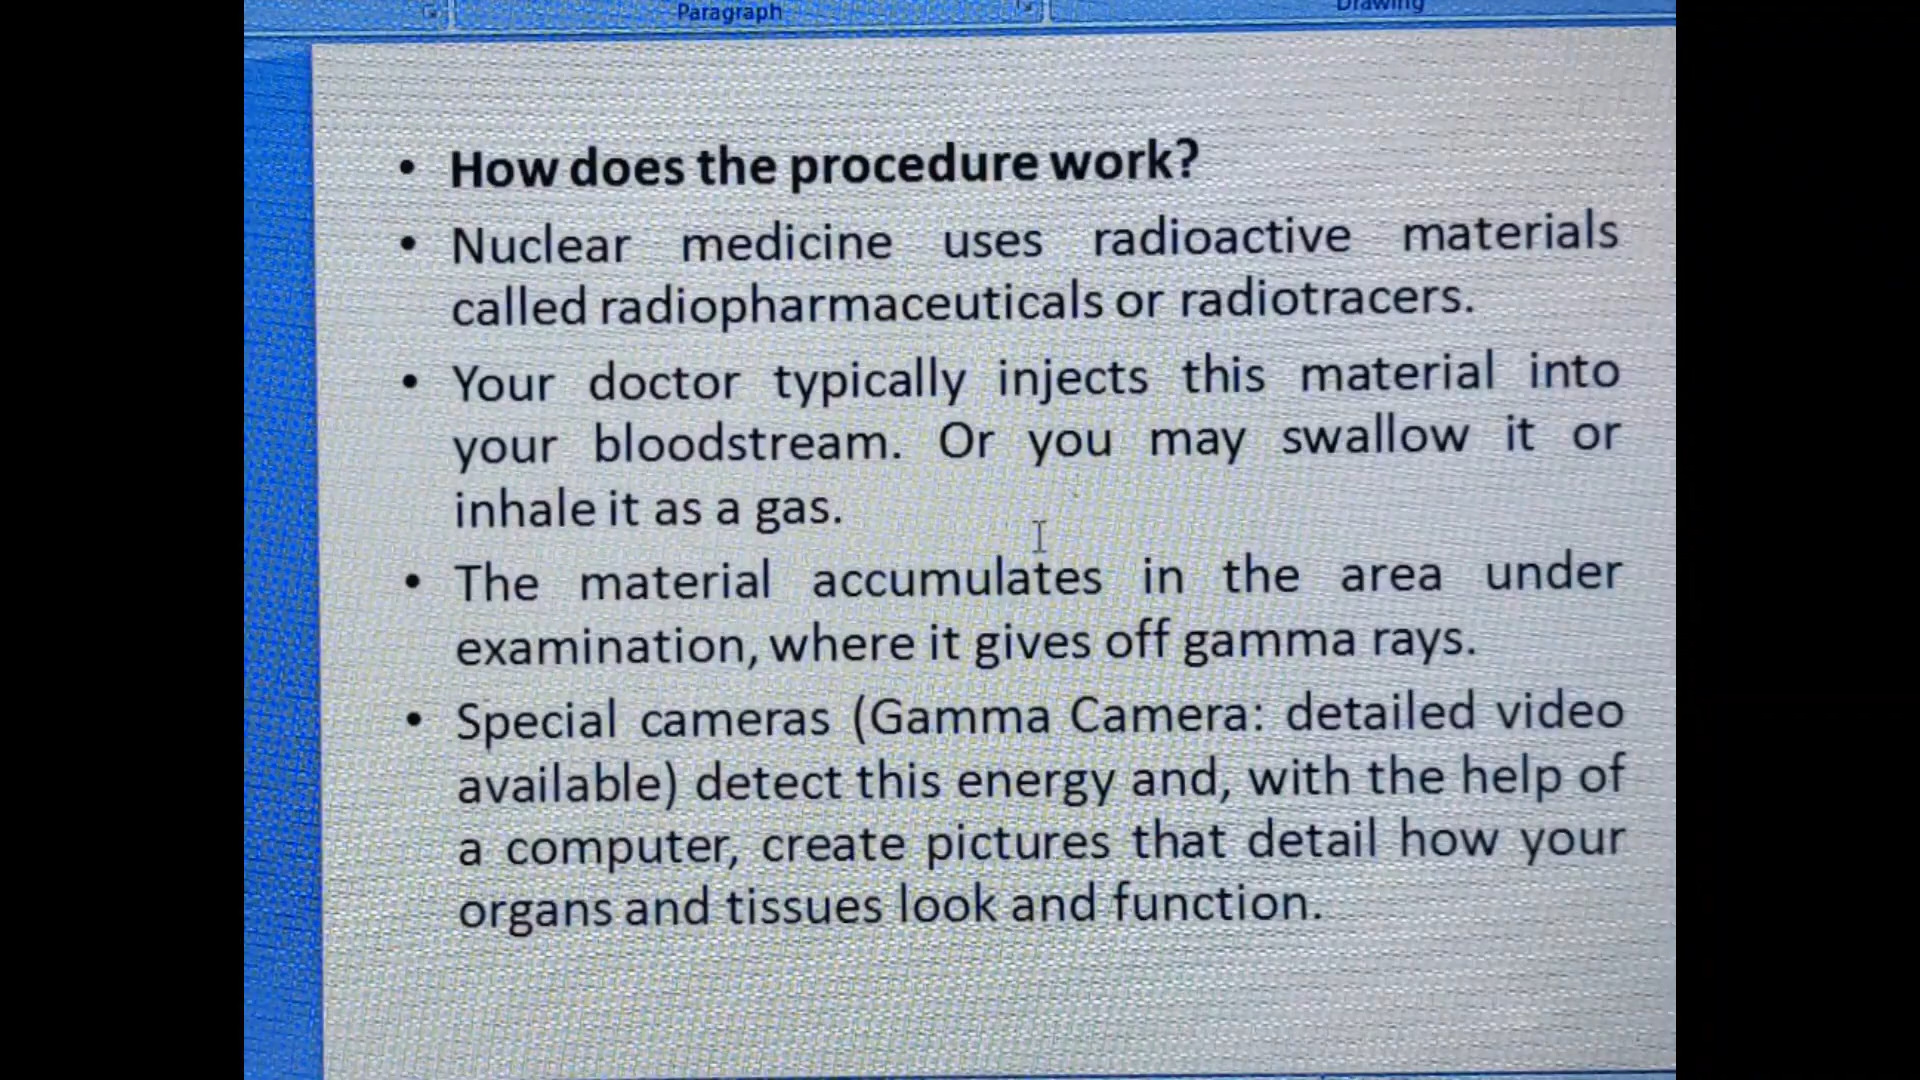 Paragraph
Drawing
• How does the procedure work?
• Nuclear medicine uses radioactive materials
called radiopharmaceuticals or radiotracers.
• Your doctor typically injects this material into
your bloodstream. Or you may swallow it or
inhale it as a gas.
• The material accumulates in the area under
examination, where it gives off gamma rays.
• Special cameras (Gamma Camera: detailed video
available) detect this energy and, with the help of
a computer, create pictures that detail how your
organs and tissues look and function.